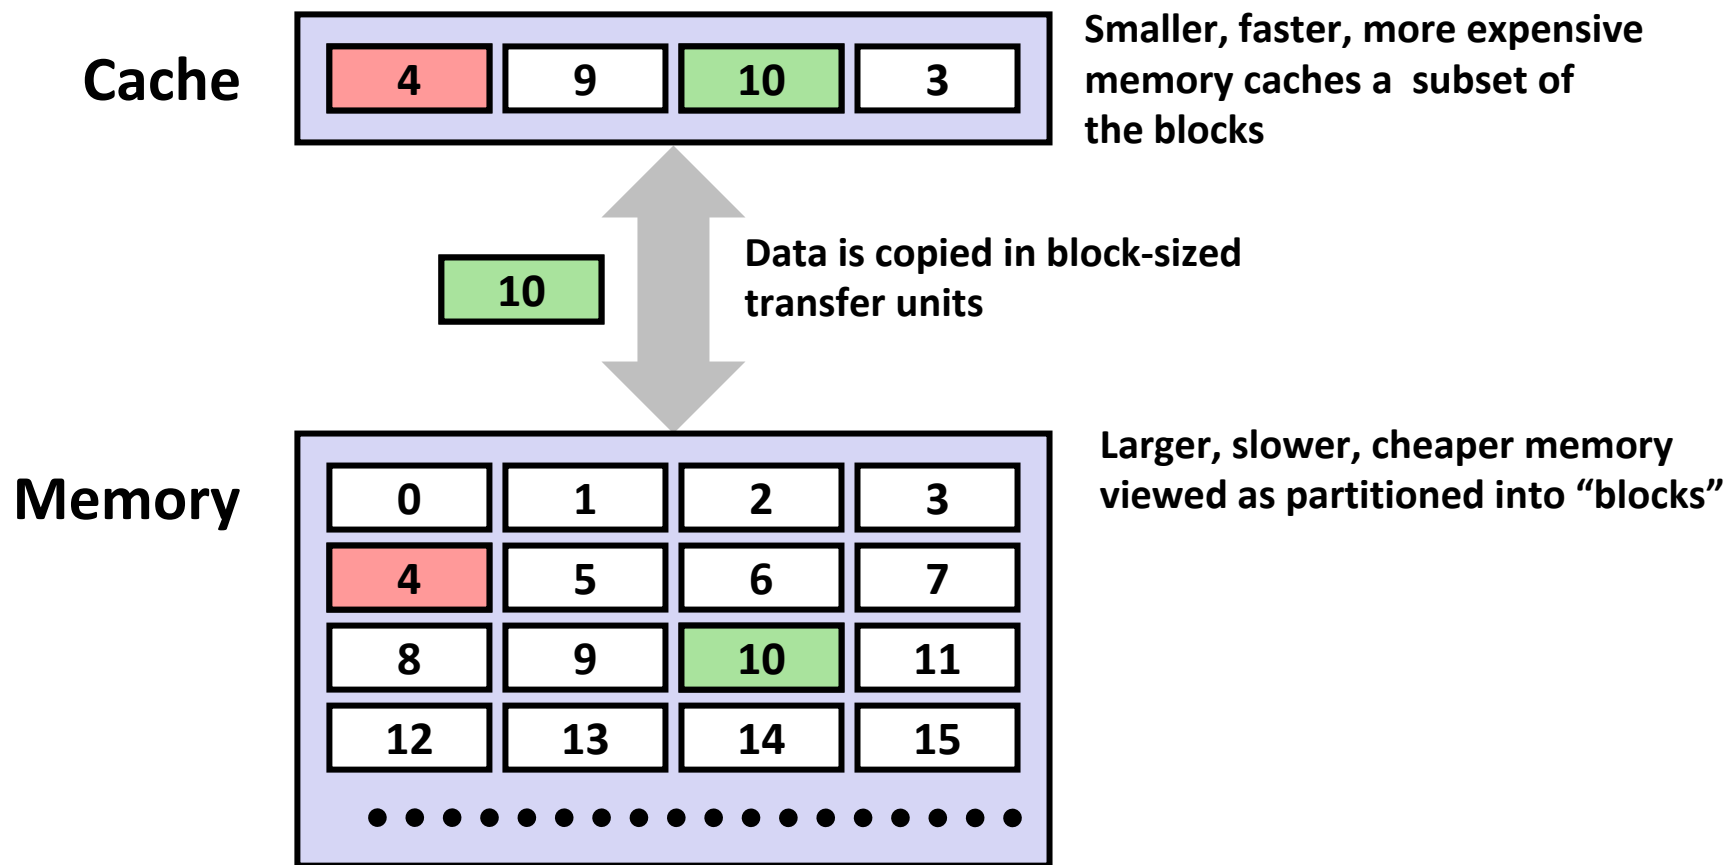 Cache
4 9 10 3
Smaller, faster, more expensive
memory caches a  subset of
the blocks
10
Data is copied in block-sized
transfer units
Memory
Larger, slower, cheaper memory
viewed as partitioned into “blocks”
0 1 2 3
4 5 6 7
8 9 10 11
12 13 14 15